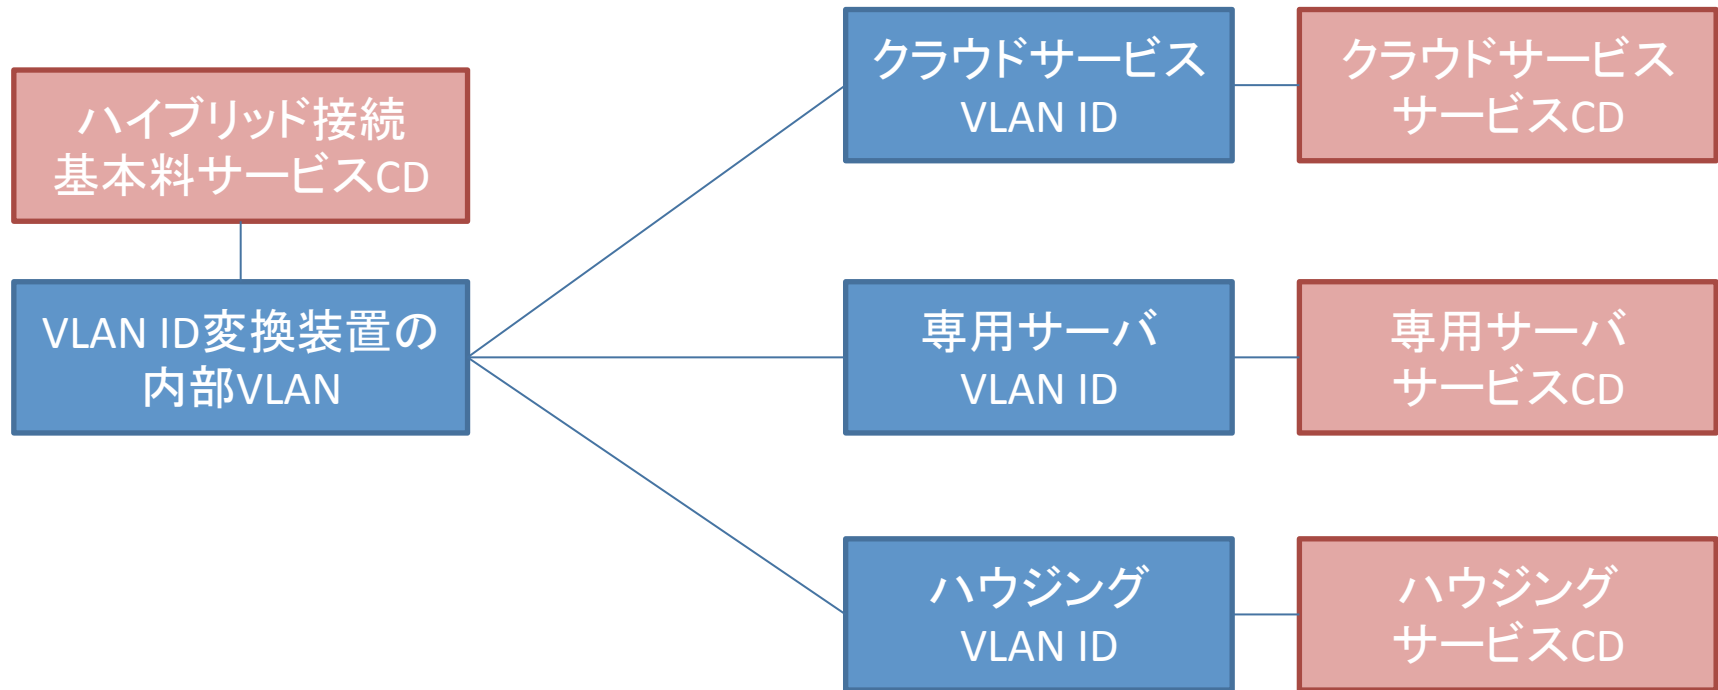 ハイブリッド接続
基本料サービスCD
VLAN ID変換装置の
内部VLAN
クラウドサービス
VLAN ID
クラウドサービス
サービスCD
専用サーバ
VLAN ID
専用サーバ
サービスCD
ハウジング
VLAN ID
ハウジング
サービスCD